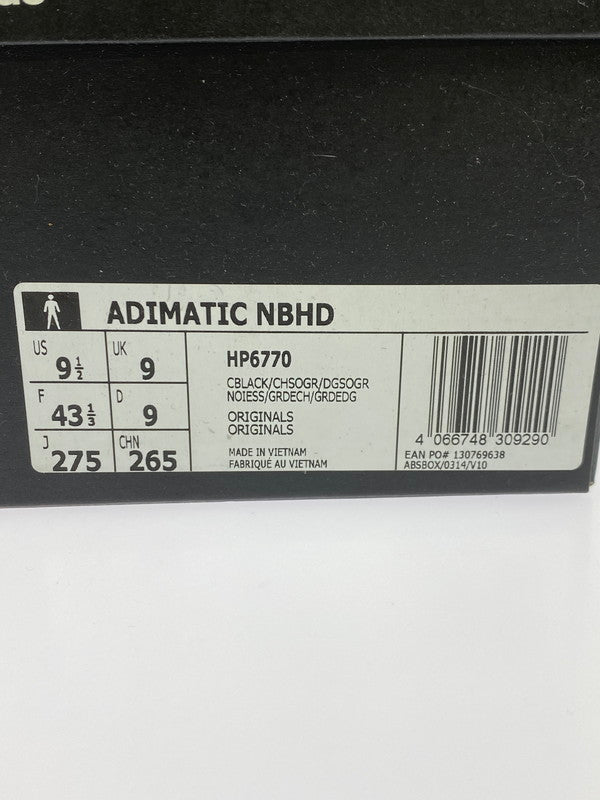 ADIMATIC NBHD
US 9½
UK 9
F 43⅓
D 9
J 275
CHN 265
HP6770
CBLACK/CHSOGR/DGSOGR
NOIESS/GRDECH/GRDEDG
ORIGINALS
ORIGINALS
MADE IN VIETNAM
FABRIQUÉ AU VIETNAM
4 066748 309290
EAN PO# 130769638
ABSBOX/0314/V10